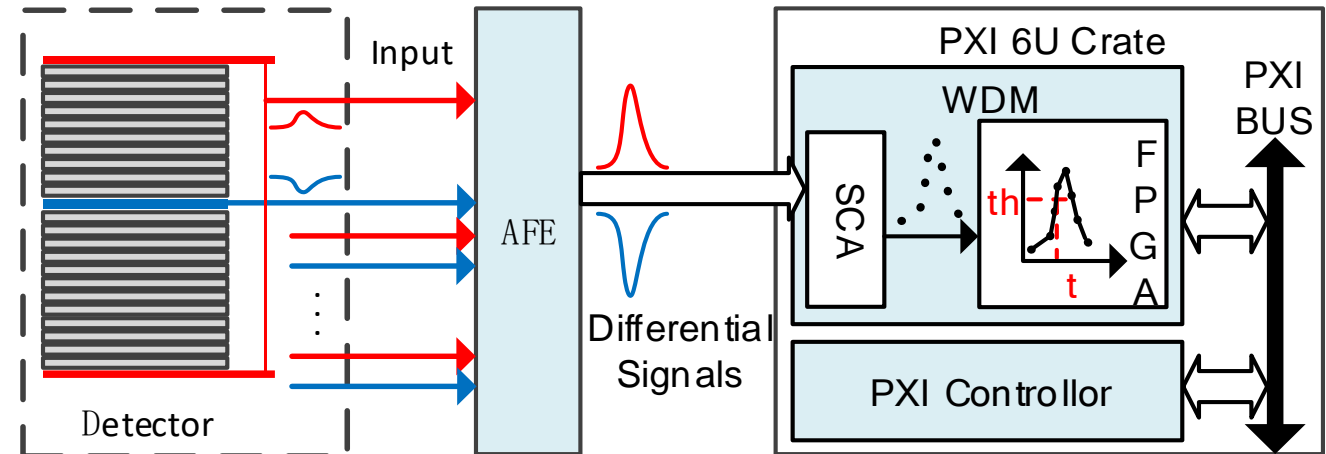 Input
Detector
AFE
Differential
Signals
PXI 6U Crate
WDM
SCA
th
t
F
P
G
A
PXI
BUS
PXI Controllor